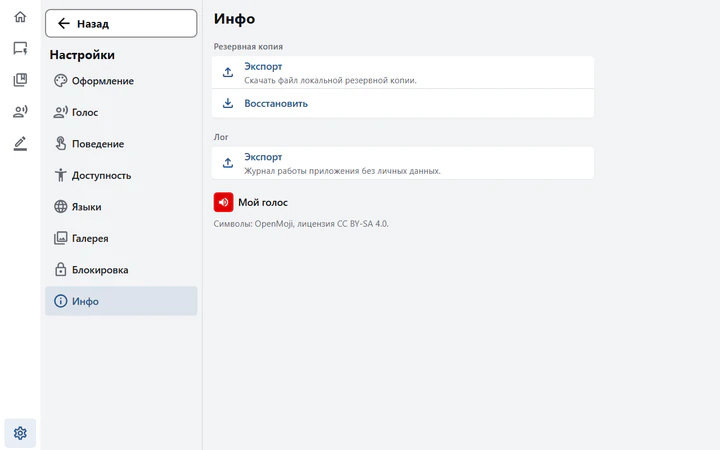 Назад
Настройки
Оформление
Голос
Поведение
Доступность
Языки
Галерея
Блокировка
Инфо
Инфо
Резервная копия
Экспорт
Скачать файл локальной резервной копии.
Восстановить
Лог
Экспорт
Журнал работы приложения без личных данных.
Мой голос
Символы: OpenMoji, лицензия CC BY-SA 4.0.